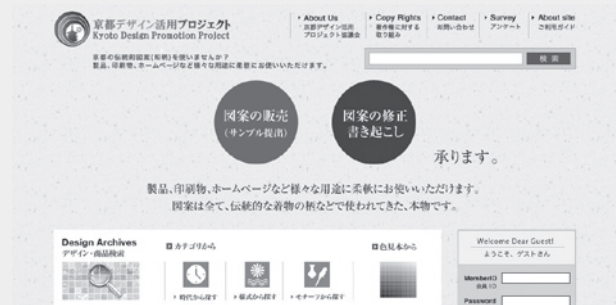 京都デザイン活用プロジェクト
Kyoto Design Promotion Project
About Us
京都デザイン活用
プロジェクト協議会
Copy Rights
著作権に対する
取り組み
Contact
お問い合わせ
Survey
アンケート
About site
ご利用ガイド
京都の伝統的図案(絵柄)を使いませんか?
製品、印刷物、ホームページなど様々な用途に柔軟にお使いいただけます。
検索
図案の販売
(サンプル提出)
図案の修正
書き起こし
承ります。
製品、印刷物、ホームページなど様々な用途に柔軟にお使いいただけます。
図案は全て、伝統的な着物の柄などで使われてきた、本物です。
Design Archives
デザイン・商品検索
カテゴリから
時代から探す
様式から探す
モチーフから探す
色見本から
Welcome Dear Guest!
ようこそ、ゲストさん
MemberID
会員 ID
Password